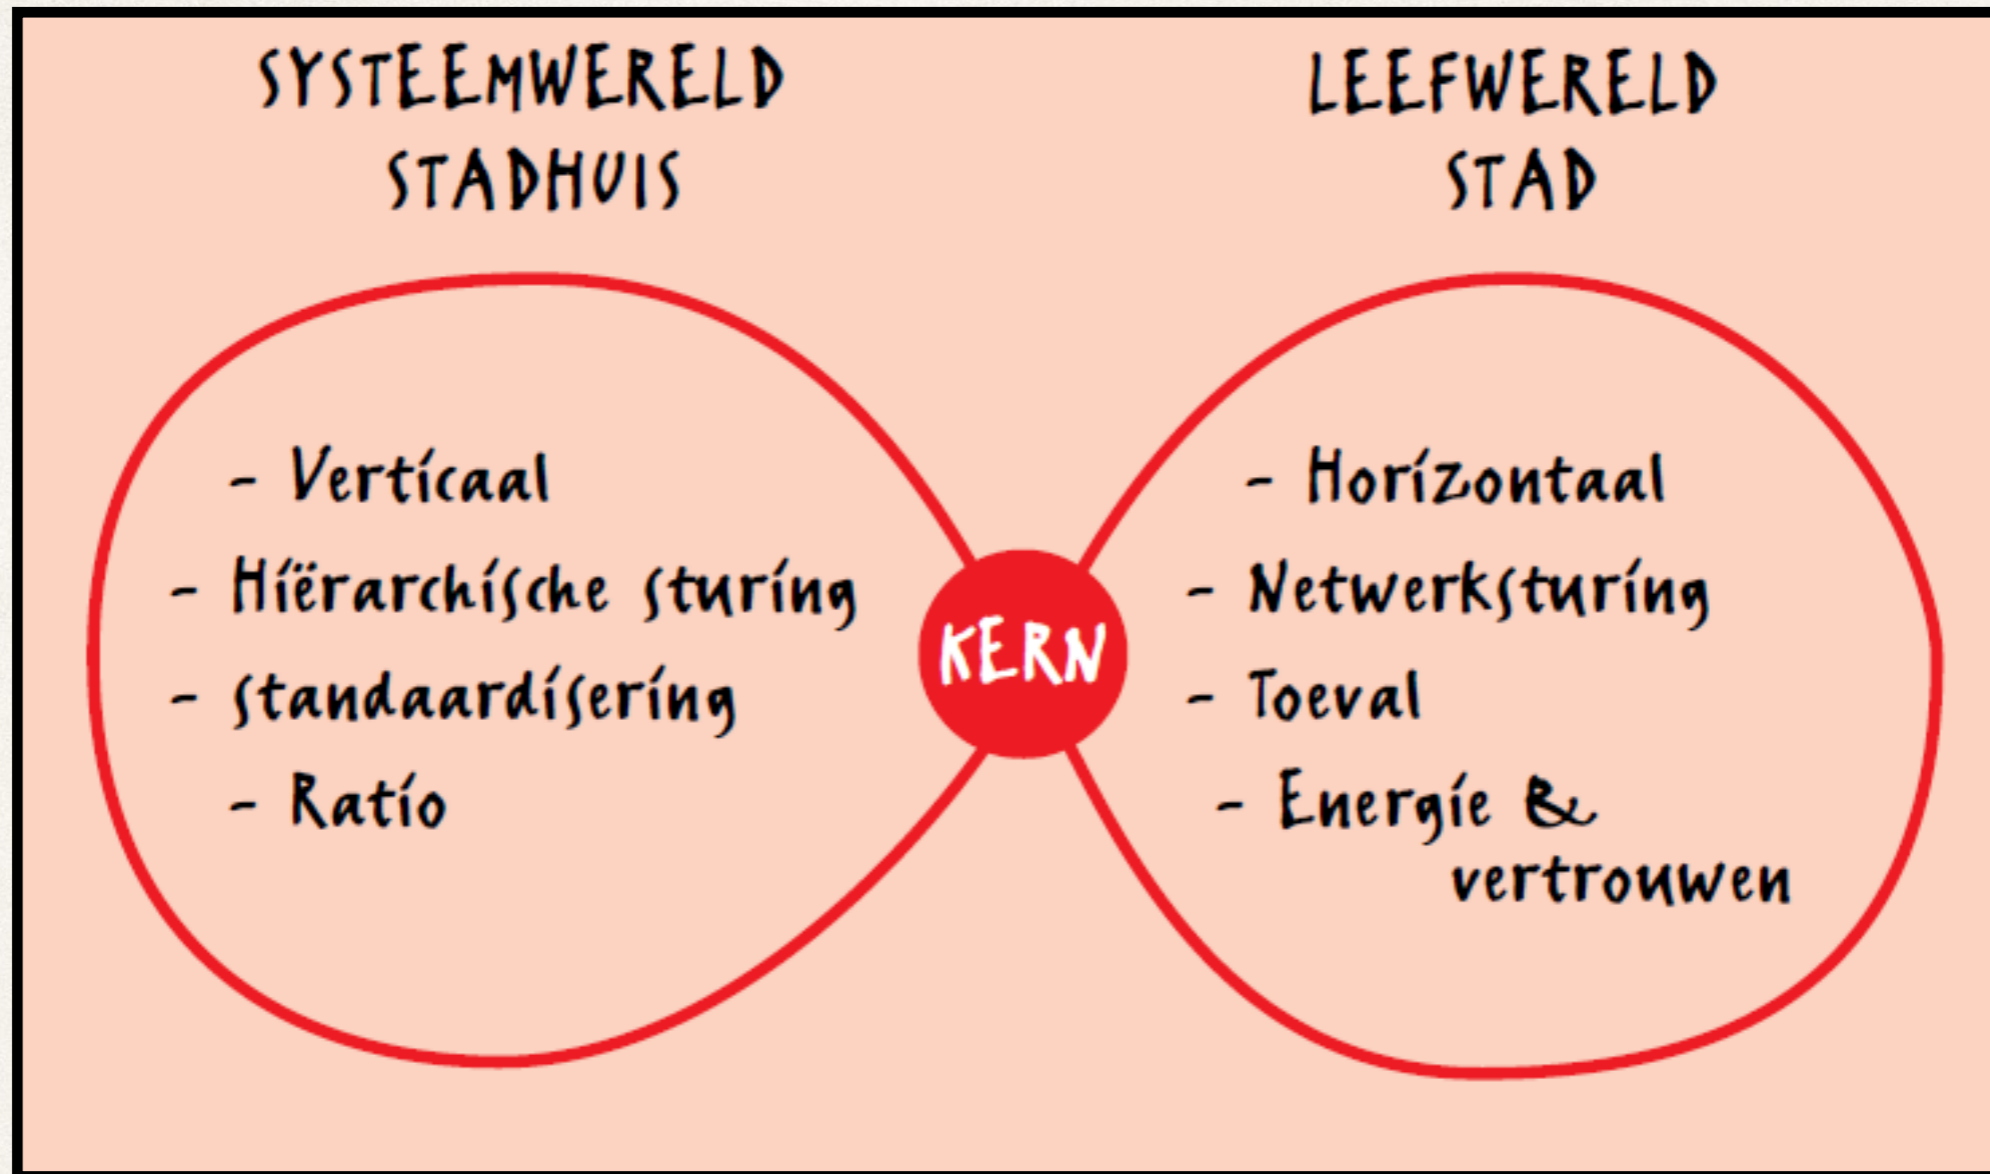 SYSTEEMWERELD
STADHUIS
- Verticaal
- Hiërarchische sturing
- standaardisering
- Ratio
KERN
LEEFWERELD
STAD
- Horizontaal
- Netwerksturing
- Toeval
- Energie &
vertrouwen